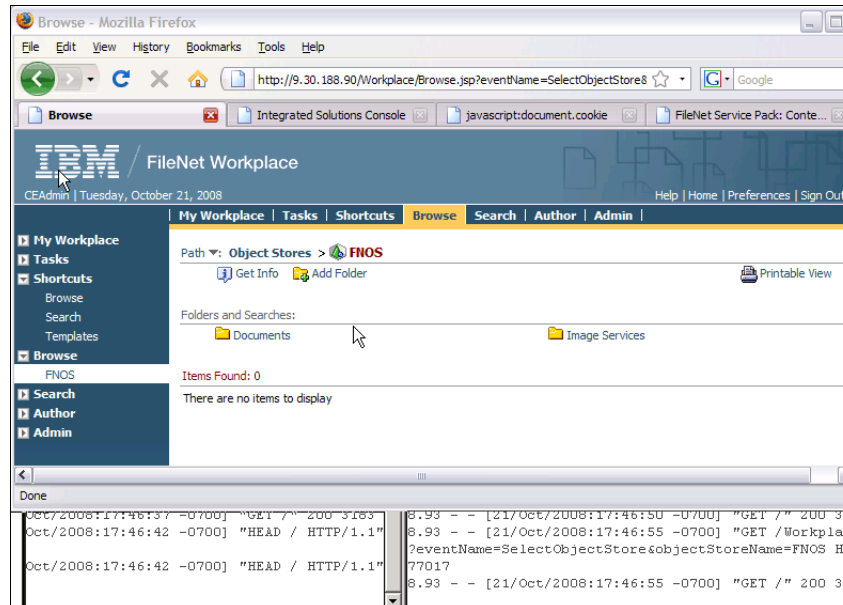 Browse - Mozilla Firefox
File Edit View History Bookmarks Tools Help
http://9.30.188.90/Workplace/Browse.jsp?eventName=SelectObjectStore& G Google
Browse Integrated Solutions Console javascript:document.cookie FileNet Service Pack: Conte...
IBM FileNet Workplace
CEAdmin | Tuesday, October 21, 2008 Help | Home | Preferences | Sign Out
My Workplace | Tasks | Shortcuts Browse Search | Author | Admin |
My Workplace
Tasks
Shortcuts
Browse
Search
Templates
Browse
FNOS
Search
Author
Admin
Path : Object Stores > FNOS
Get Info Add Folder Printable View
Folders and Searches:
Documents Image Services
Items Found: 0
There are no items to display
Done
Oct/2008:17:46:37 -0700] "GET /" 200 3183
Oct/2008:17:46:42 -0700] "HEAD / HTTP/1.1"
Oct/2008:17:46:42 -0700] "HEAD / HTTP/1.1"
8.93 - - [21/Oct/2008:17:46:50 -0700] "GET /" 200 3
8.93 - - [21/Oct/2008:17:46:55 -0700] "GET /Workpla
?eventName=SelectObjectStore&objectStoreName=FNOS H
77017
8.93 - - [21/Oct/2008:17:46:55 -0700] "GET /" 200 3